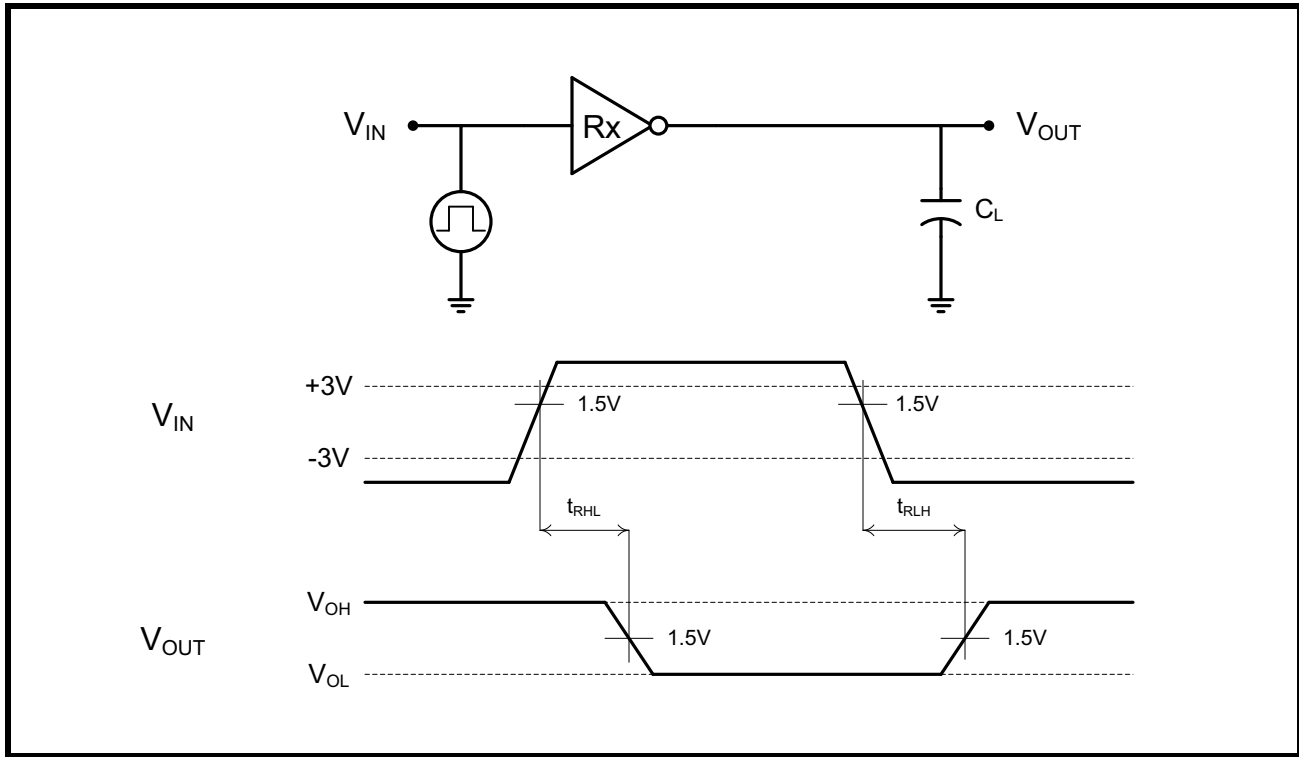 V_IN Rx V_OUT
C_L
+3V
1.5V 1.5V
V_IN
-3V
t_RHL t_RLH
V_OH
V_OUT
1.5V 1.5V
V_OL